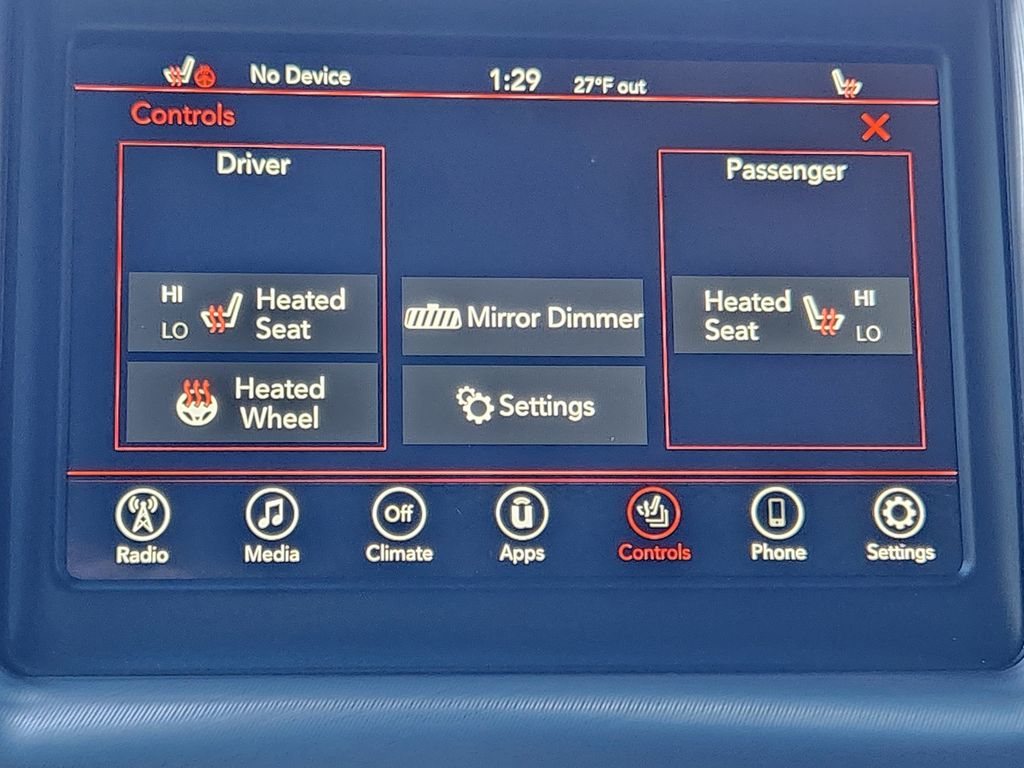 No Device 1:29 27°F out
Controls
Driver
Passenger
HI
LO
Heated
Seat
Mirror Dimmer
Heated
Seat
HI
LO
Heated
Wheel
Settings
Off
Radio Media Climate Apps Controls Phone Settings